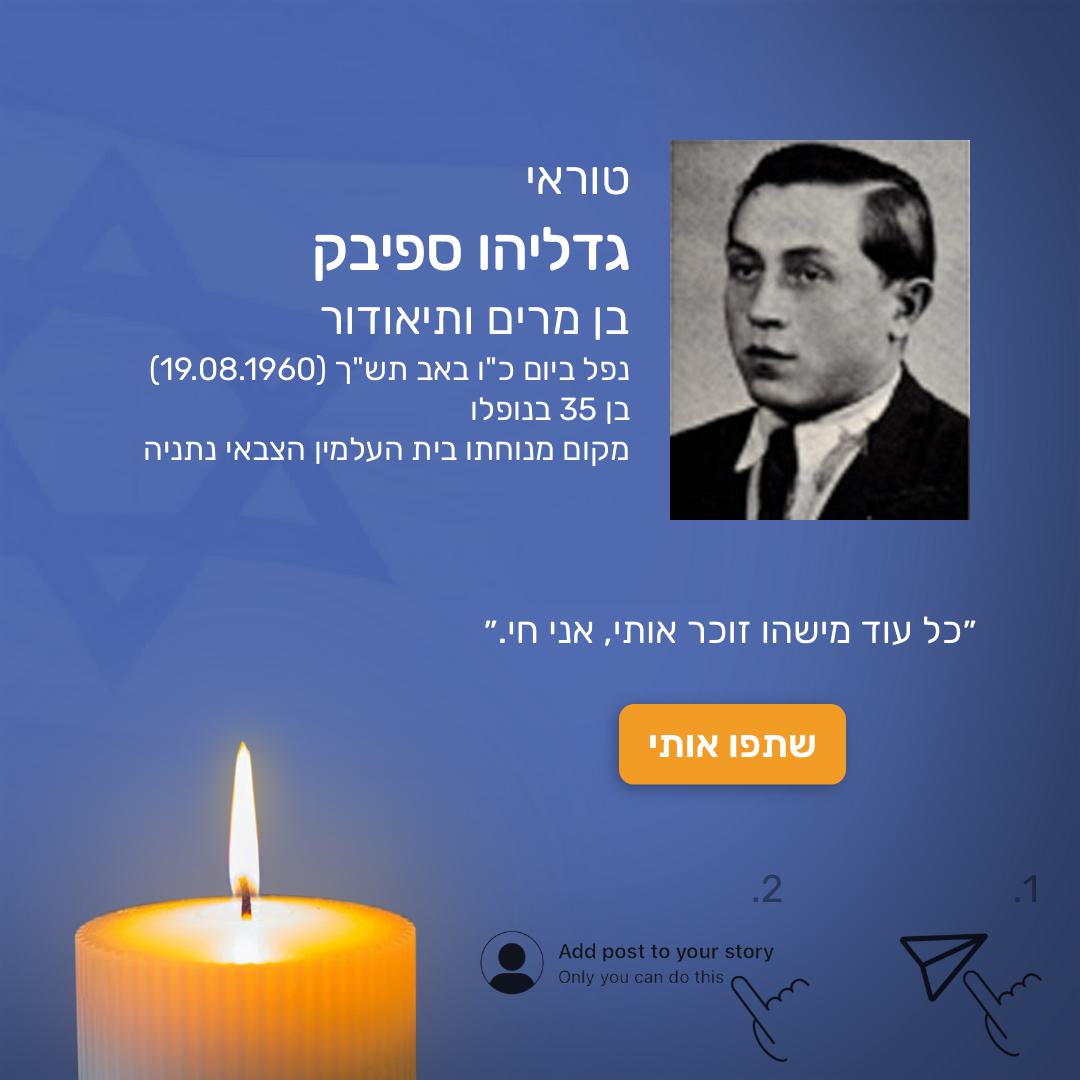 טוראי
גדליהו ספיבק
בן מרים ותיאודור
נפל ביום כ"ו באב תש"ך (19.08.1960)
בן 35 בנופלו
מקום מנוחתו בית העלמין הצבאי נתניה
״כל עוד מישהו זוכר אותי, אני חי.״
שתפו אותי
1.
2.
Add post to your story
Only you can do this